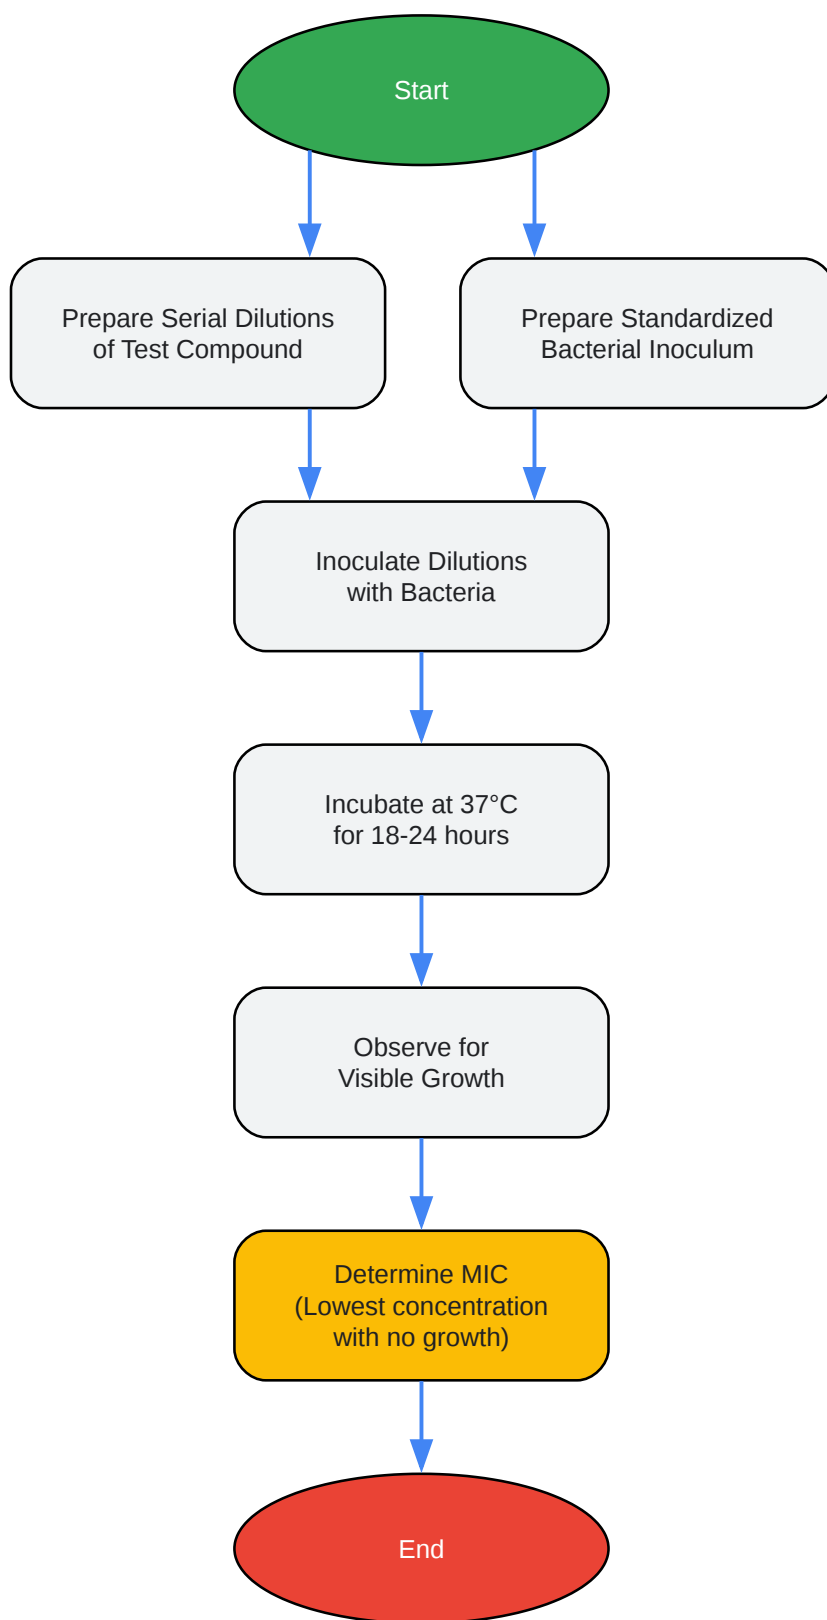 Start
Prepare Serial Dilutions
of Test Compound
Prepare Standardized
Bacterial Inoculum
Inoculate Dilutions
with Bacteria
Incubate at 37°C
for 18-24 hours
Observe for
Visible Growth
Determine MIC
(Lowest concentration
with no growth)
End